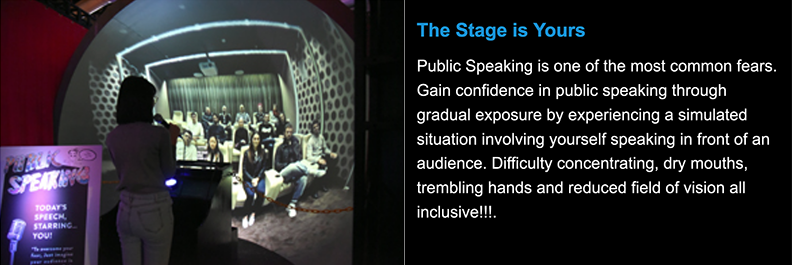 PUBLIC
SPEAKING
TODAY'S
SPEECH,
STARRING...
YOU!
"To overcome your
fear, Just imagine
your audience in
The Stage is Yours
Public Speaking is one of the most common fears.
Gain confidence in public speaking through
gradual exposure by experiencing a simulated
situation involving yourself speaking in front of an
audience. Difficulty concentrating, dry mouths,
trembling hands and reduced field of vision all
inclusive!!!.